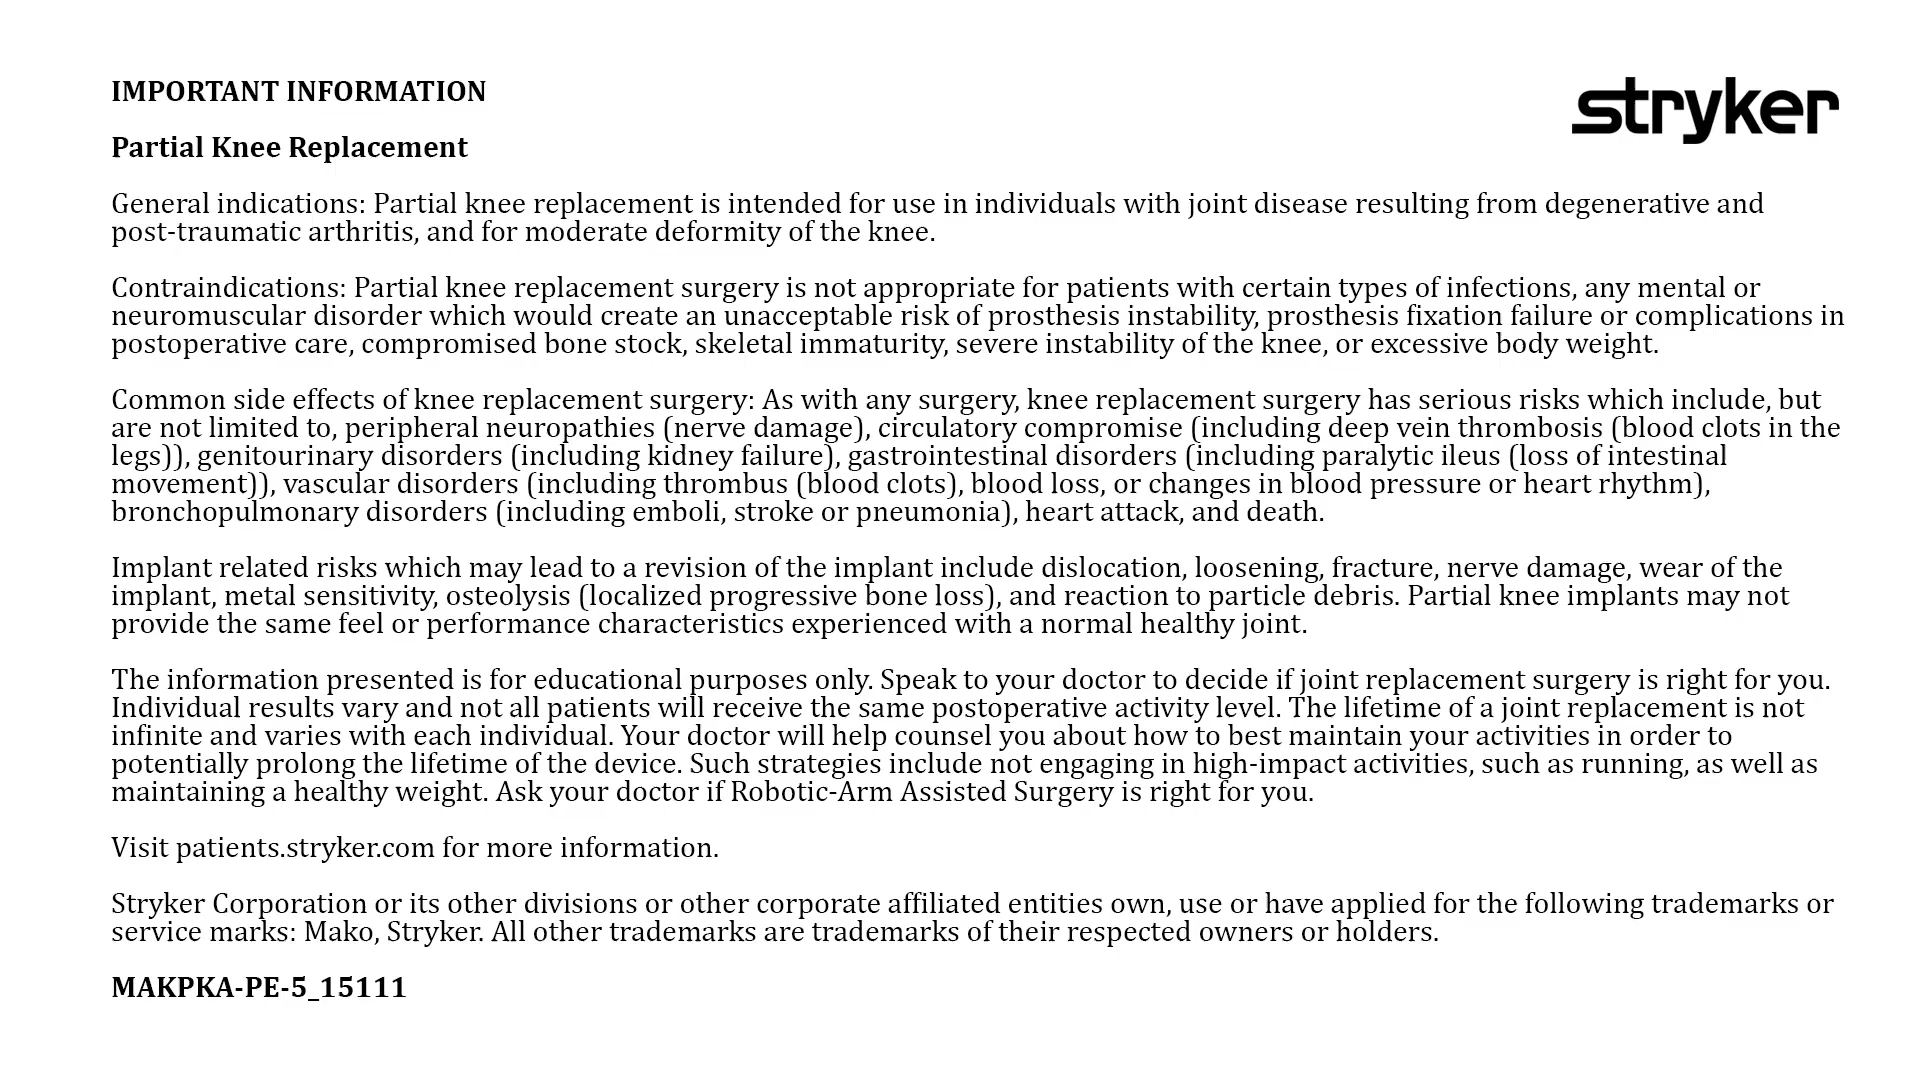 IMPORTANT INFORMATION
stryker
Partial Knee Replacement
General indications: Partial knee replacement is intended for use in individuals with joint disease resulting from degenerative and
post-traumatic arthritis, and for moderate deformity of the knee.
Contraindications: Partial knee replacement surgery is not appropriate for patients with certain types of infections, any mental or
neuromuscular disorder which would create an unacceptable risk of prosthesis instability, prosthesis fixation failure or complications in
postoperative care, compromised bone stock, skeletal immaturity, severe instability of the knee, or excessive body weight.
Common side effects of knee replacement surgery: As with any surgery, knee replacement surgery has serious risks which include, but
are not limited to, peripheral neuropathies (nerve damage), circulatory compromise (including deep vein thrombosis (blood clots in the
legs)), genitourinary disorders (including kidney failure), gastrointestinal disorders (including paralytic ileus (loss of intestinal
movement)), vascular disorders (including thrombus (blood clots), blood loss, or changes in blood pressure or heart rhythm),
bronchopulmonary disorders (including emboli, stroke or pneumonia), heart attack, and death.
Implant related risks which may lead to a revision of the implant include dislocation, loosening, fracture, nerve damage, wear of the
implant, metal sensitivity, osteolysis (localized progressive bone loss), and reaction to particle debris. Partial knee implants may not
provide the same feel or performance characteristics experienced with a normal healthy joint.
The information presented is for educational purposes only. Speak to your doctor to decide if joint replacement surgery is right for you.
Individual results vary and not all patients will receive the same postoperative activity level. The lifetime of a joint replacement is not
infinite and varies with each individual. Your doctor will help counsel you about how to best maintain your activities in order to
potentially prolong the lifetime of the device. Such strategies include not engaging in high-impact activities, such as running, as well as
maintaining a healthy weight. Ask your doctor if Robotic-Arm Assisted Surgery is right for you.
Visit patients.stryker.com for more information.
Stryker Corporation or its other divisions or other corporate affiliated entities own, use or have applied for the following trademarks or
service marks: Mako, Stryker. All other trademarks are trademarks of their respected owners or holders.
MAKPKA-PE-5_15111